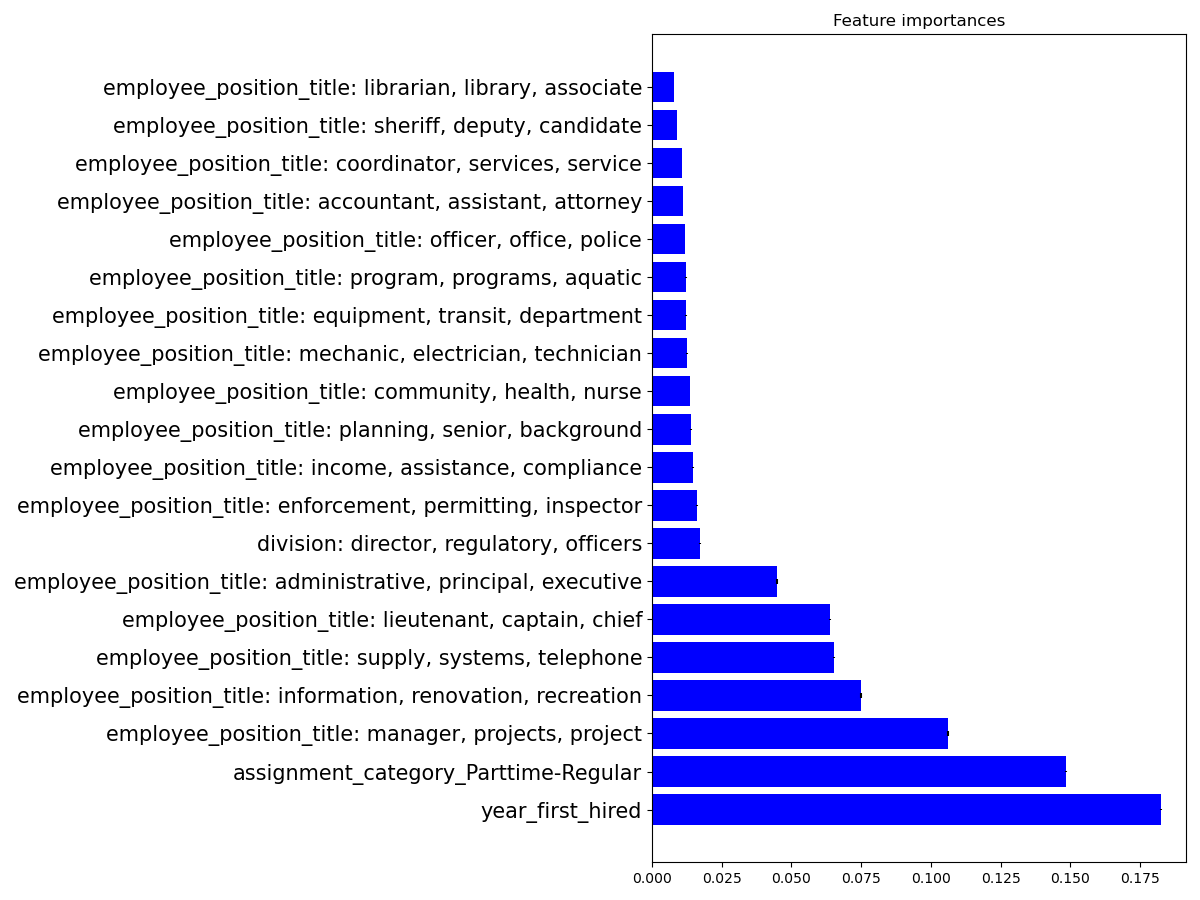 Feature importances
employee_position_title: librarian, library, associate
employee_position_title: sheriff, deputy, candidate
employee_position_title: coordinator, services, service
employee_position_title: accountant, assistant, attorney
employee_position_title: officer, office, police
employee_position_title: program, programs, aquatic
employee_position_title: equipment, transit, department
employee_position_title: mechanic, electrician, technician
employee_position_title: community, health, nurse
employee_position_title: planning, senior, background
employee_position_title: income, assistance, compliance
employee_position_title: enforcement, permitting, inspector
division: director, regulatory, officers
employee_position_title: administrative, principal, executive
employee_position_title: lieutenant, captain, chief
employee_position_title: supply, systems, telephone
employee_position_title: information, renovation, recreation
employee_position_title: manager, projects, project
assignment_category_Parttime-Regular
year_first_hired
0.000 0.025 0.050 0.075 0.100 0.125 0.150 0.175